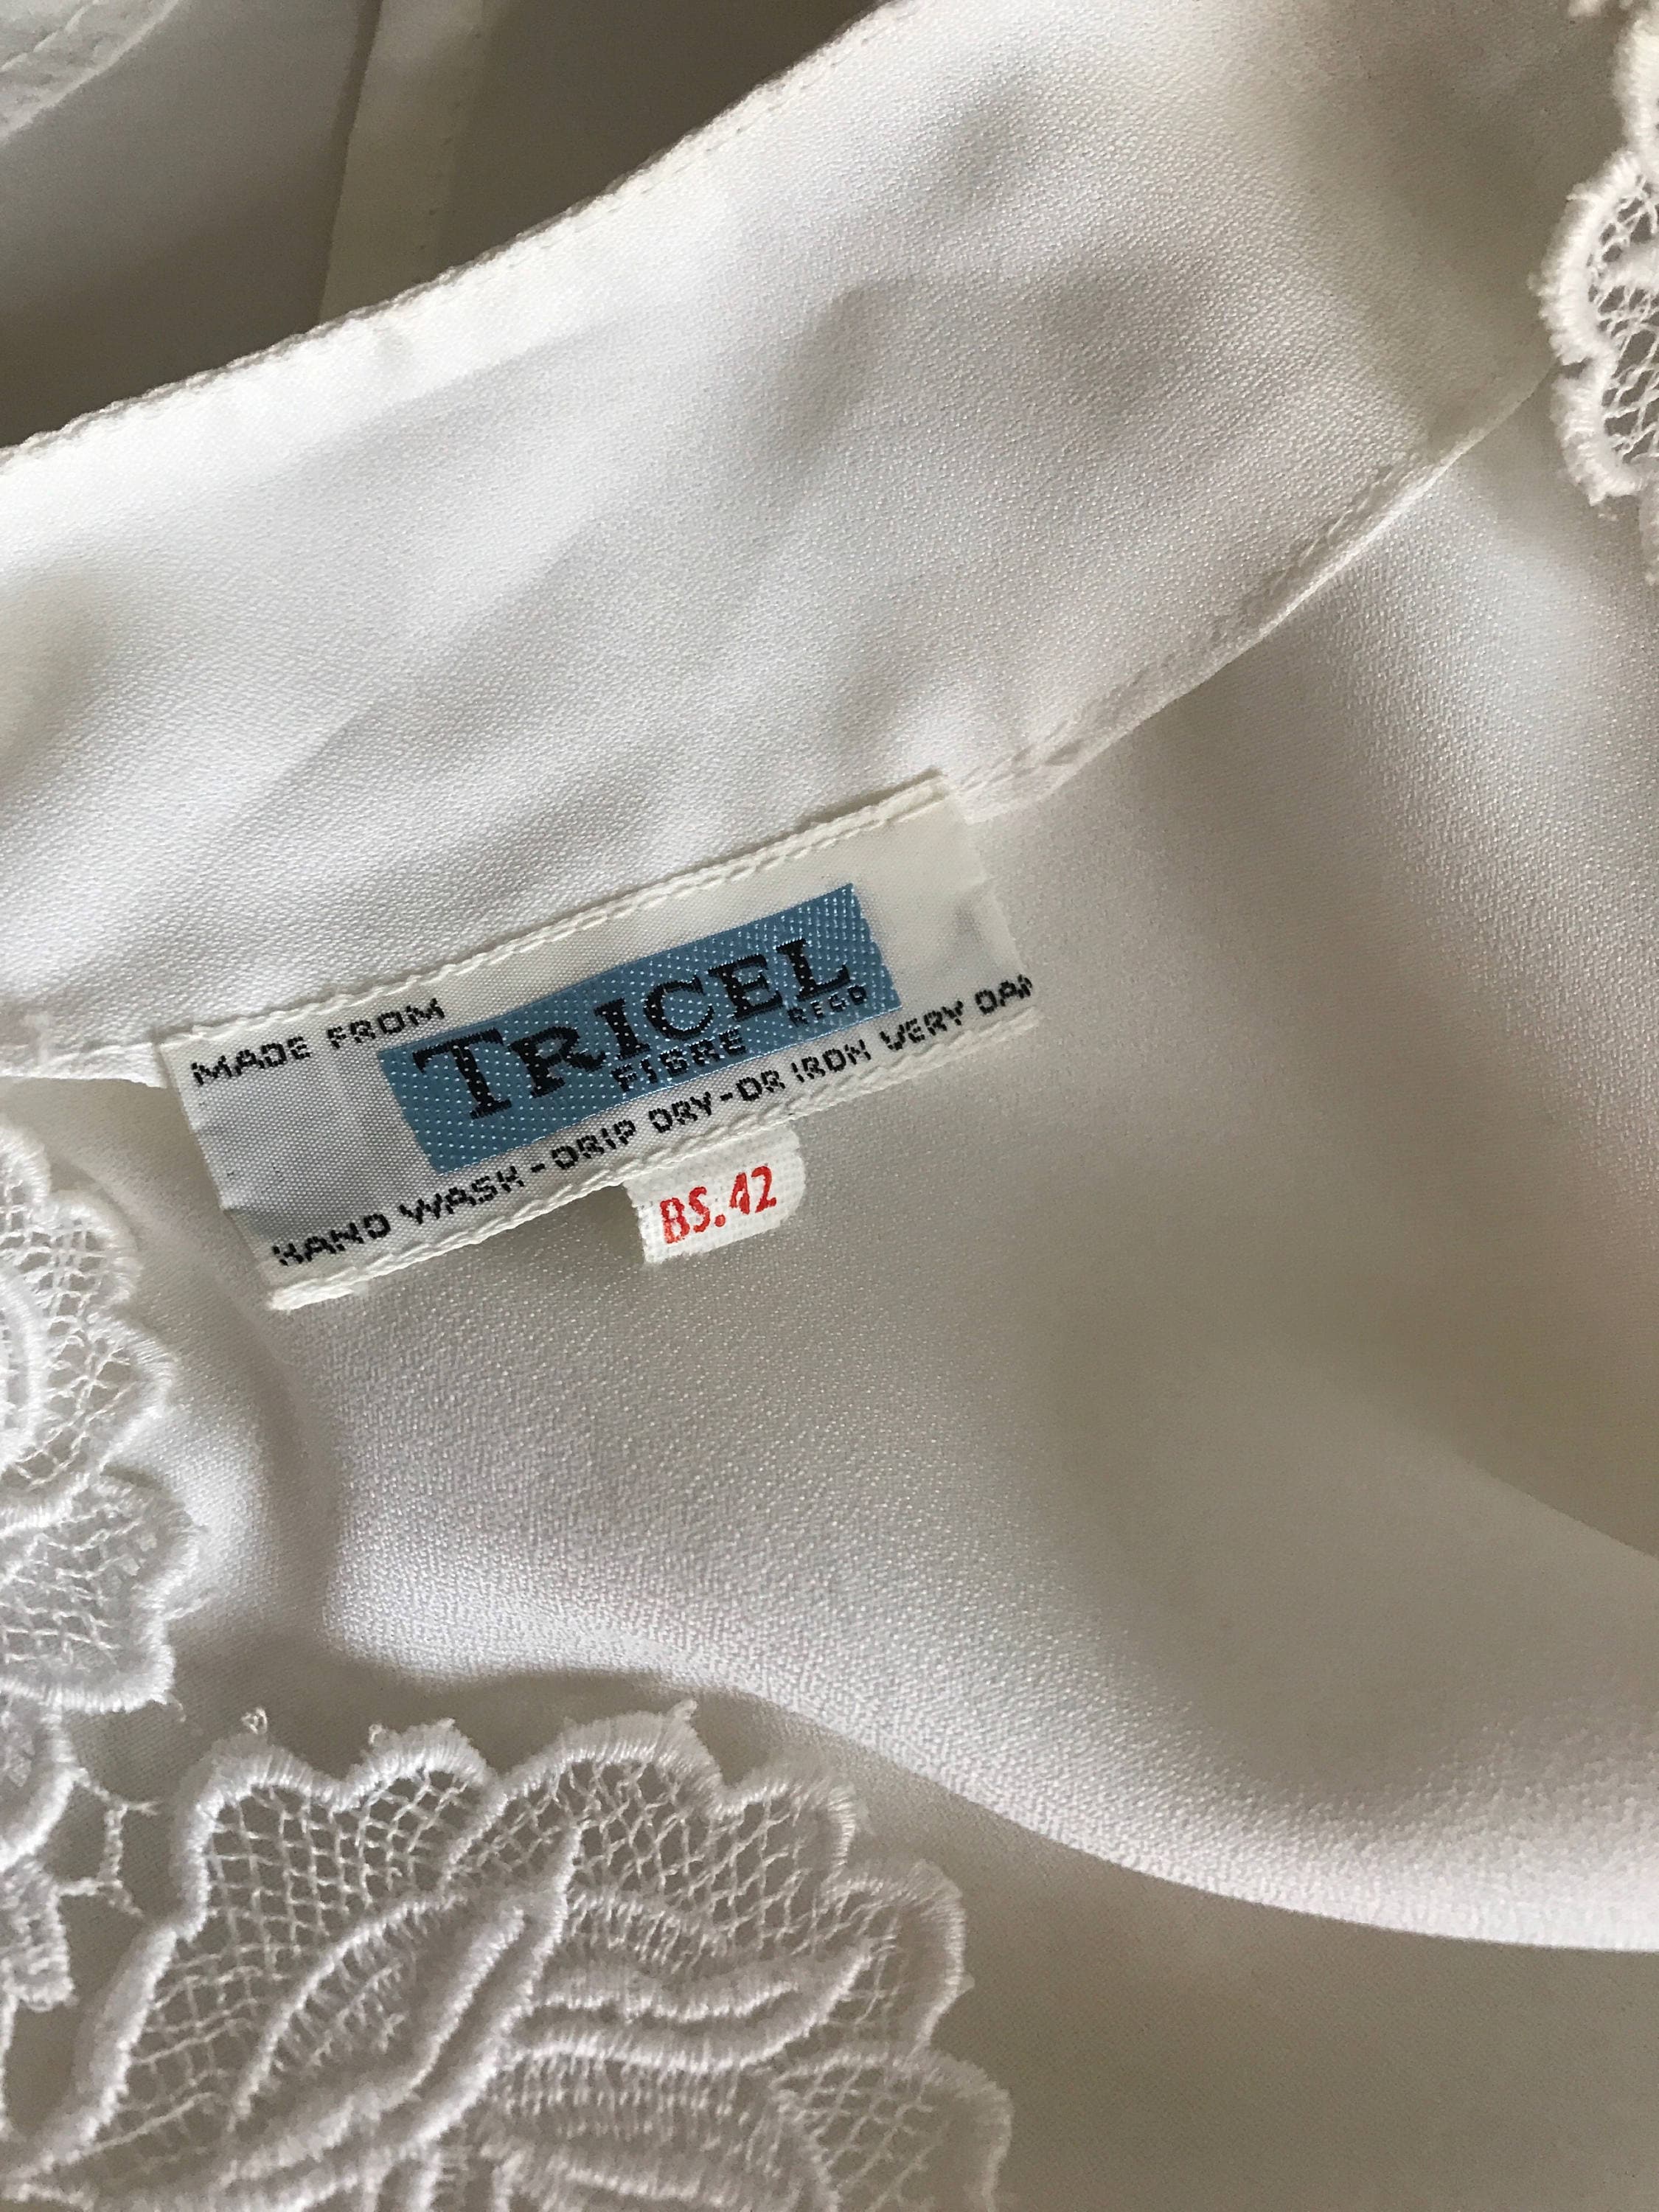 MADE FROM
TRICEL
FIBRE REGD
HAND WASH - DRIP DRY - OR IRON VERY DAM
BS.42